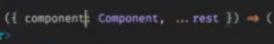 ({ component: Component, ...rest }) => (
r>